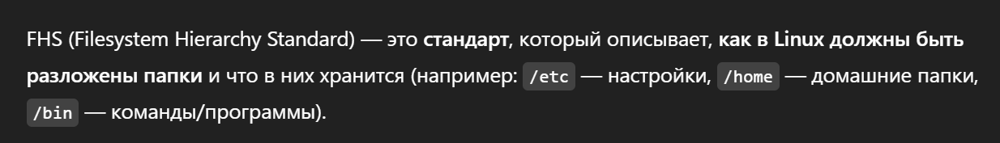 FHS (Filesystem Hierarchy Standard) — это стандарт, который описывает, как в Linux должны быть
разложены папки и что в них хранится (например: /etc — настройки, /home — домашние папки,
/bin — команды/программы).